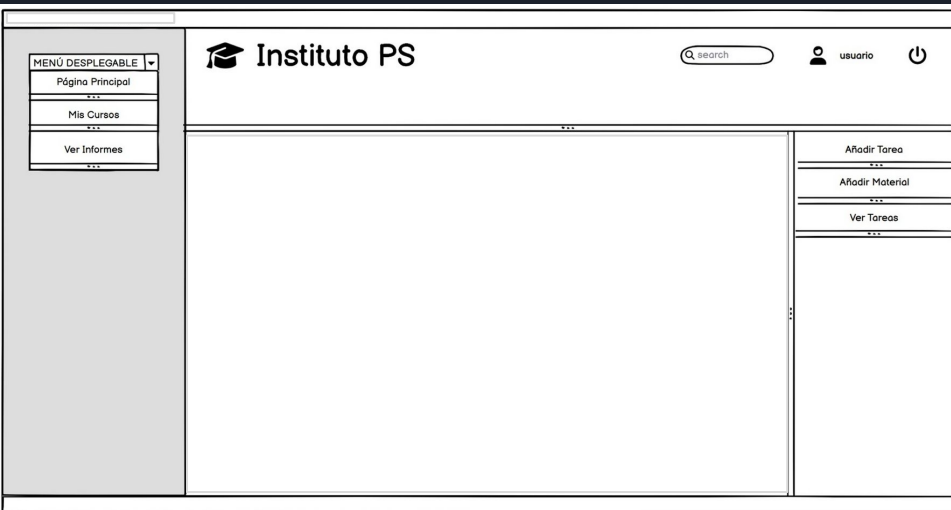 Instituto PS
search
usuario
MENÚ DESPLEGABLE
Página Principal
Mis Cursos
Ver Informes
Añadir Tarea
Añadir Material
Ver Tareas